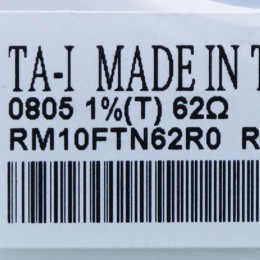 TA-I MADE IN T
0805 1%(T) 62Ω
RM10FTN62R0 R